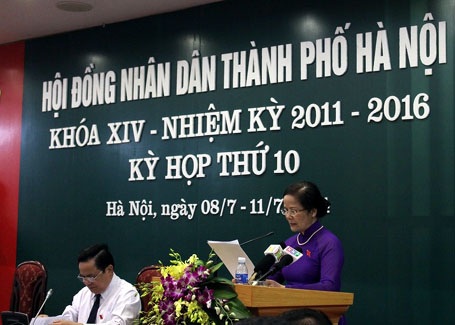 HỘI ĐỒNG NHÂN DÂN THÀNH PHỐ HÀ NỘI
KHÓA XIV - NHIỆM KỲ 2011 - 2016
KỲ HỌP THỨ 10
Hà Nội, ngày 08/7 - 11/7